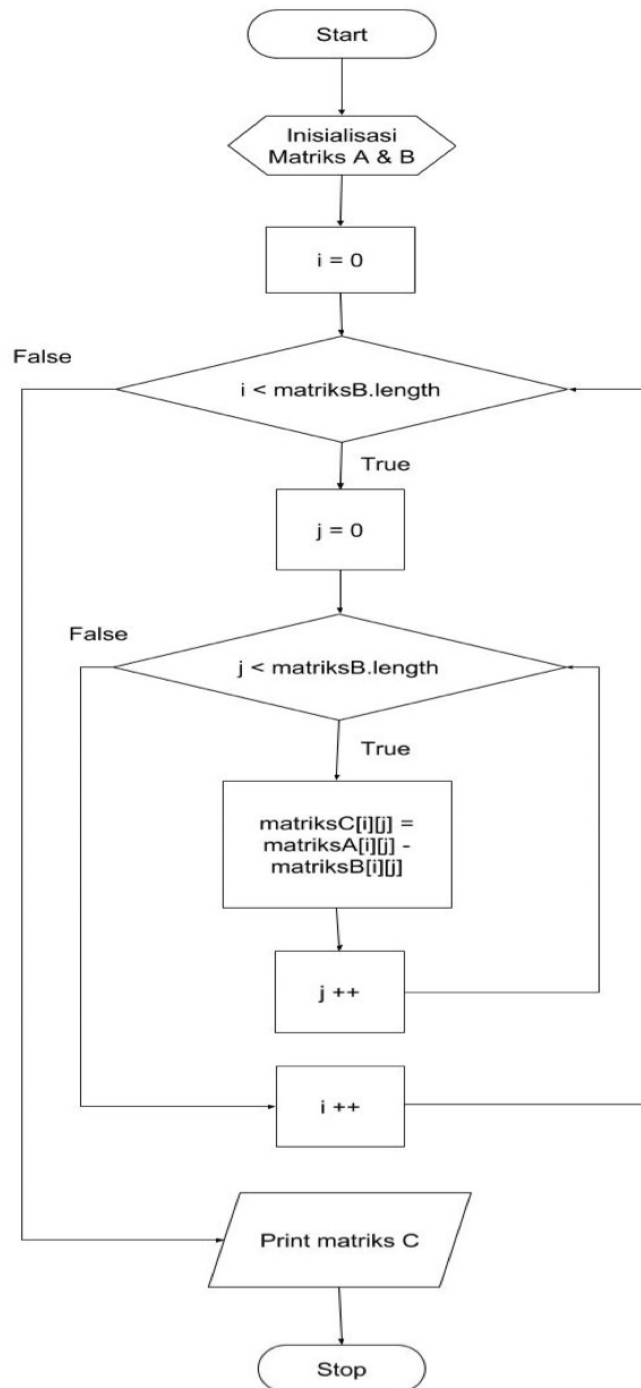 Start
Inisialisasi
Matriks A & B
i = 0
False
i < matriksB.length
True
j = 0
False
j < matriksB.length
True
matriksC[i][j] =
matriksA[i][j] -
matriksB[i][j]
j ++
i ++
Print matriks C
Stop